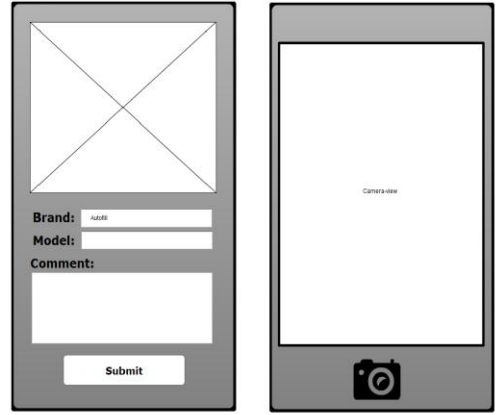 Brand: Autofill
Model:
Comment:
Submit
Camera-view